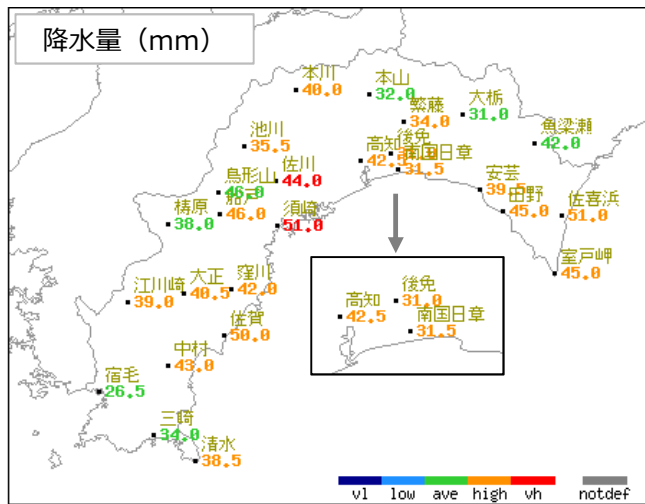 降水量（mm）
本川
40.0
本山
32.0
大栃
31.0
繁藤
34.0
魚梁瀬
42.0
池川
35.5
後免
高知
42.5
南国日章
31.5
佐川
44.0
鳥形山
46.0
船戸
46.0
安芸
39.5
田野
45.0
佐喜浜
51.0
梼原
38.0
須崎
51.0
室戸岬
45.0
窪川
42.0
大正
40.5
江川崎
39.0
佐賀
50.0
後免
31.0
高知
42.5
南国日章
31.5
中村
43.0
宿毛
26.5
三崎
34.0
清水
38.5
vl low ave high vh notdef